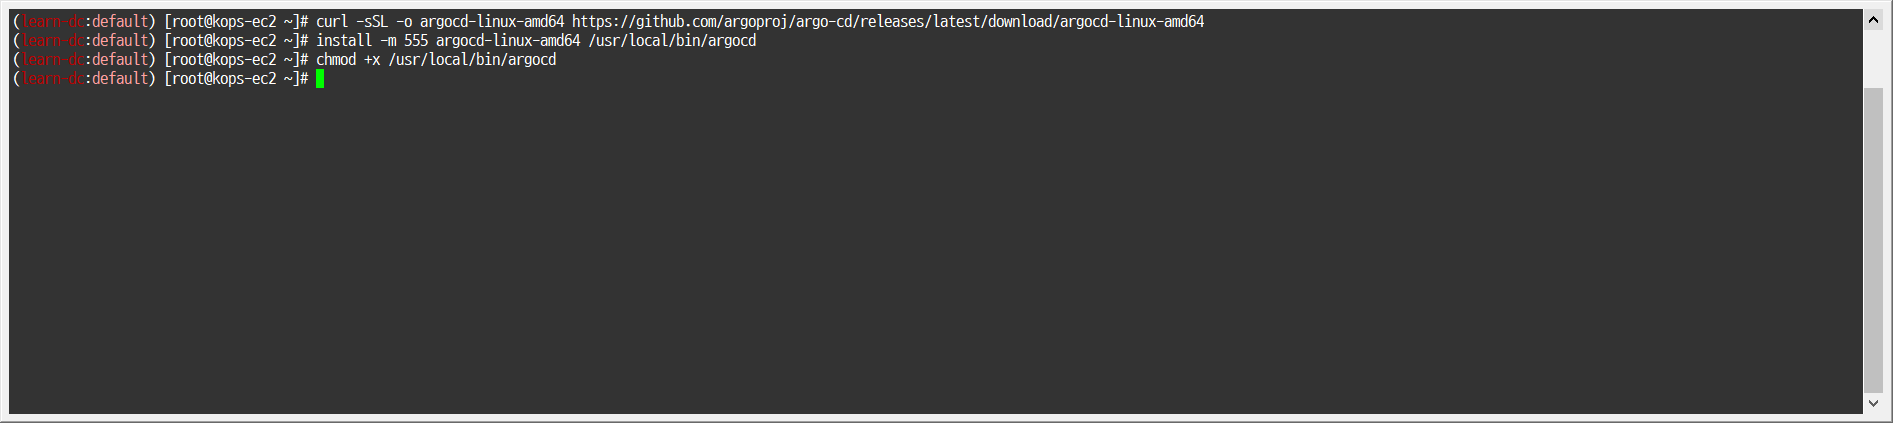 (learn-dc:default) [root@kops-ec2 ~]# curl -sSL -o argocd-linux-amd64 https://github.com/argoproj/argo-cd/releases/latest/download/argocd-linux-amd64
(learn-dc:default) [root@kops-ec2 ~]# install -m 555 argocd-linux-amd64 /usr/local/bin/argocd
(learn-dc:default) [root@kops-ec2 ~]# chmod +x /usr/local/bin/argocd
(learn-dc:default) [root@kops-ec2 ~]#